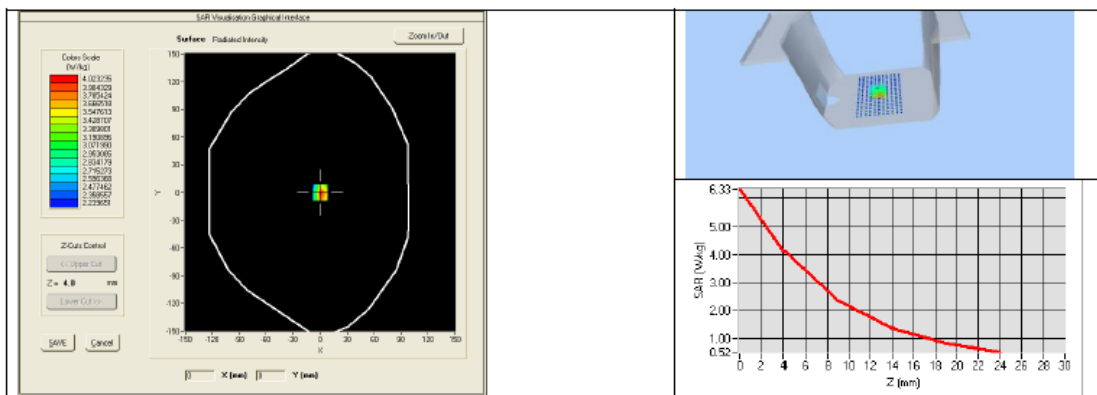 SAR Visualisation Graphical Interface
Surface Radiated Intensity
Zoom In/Out
Colors Scale
(W/kg)
4.023235
3.904329
3.785424
3.666518
3.547613
3.428707
3.309801
3.190896
3.071990
2.953085
2.834179
2.715273
2.596368
2.477462
2.358557
2.239651
150
120
90
60
30
0
-30
-60
-90
-120
-150
Y
-150 -120 -90 -60 -30 0 30 60 90 120 150
X
Z-Cuts Control
<< Upper Cut
Z = 4.0 mm
Lower Cut >>
SAVE Cancel
X (mm) Y (mm)
6.33
5.00
4.00
3.00
2.00
1.00
0.52
SAR (W/kg)
0 2 4 6 8 10 12 14 16 18 20 22 24 26 28 30
Z (mm)